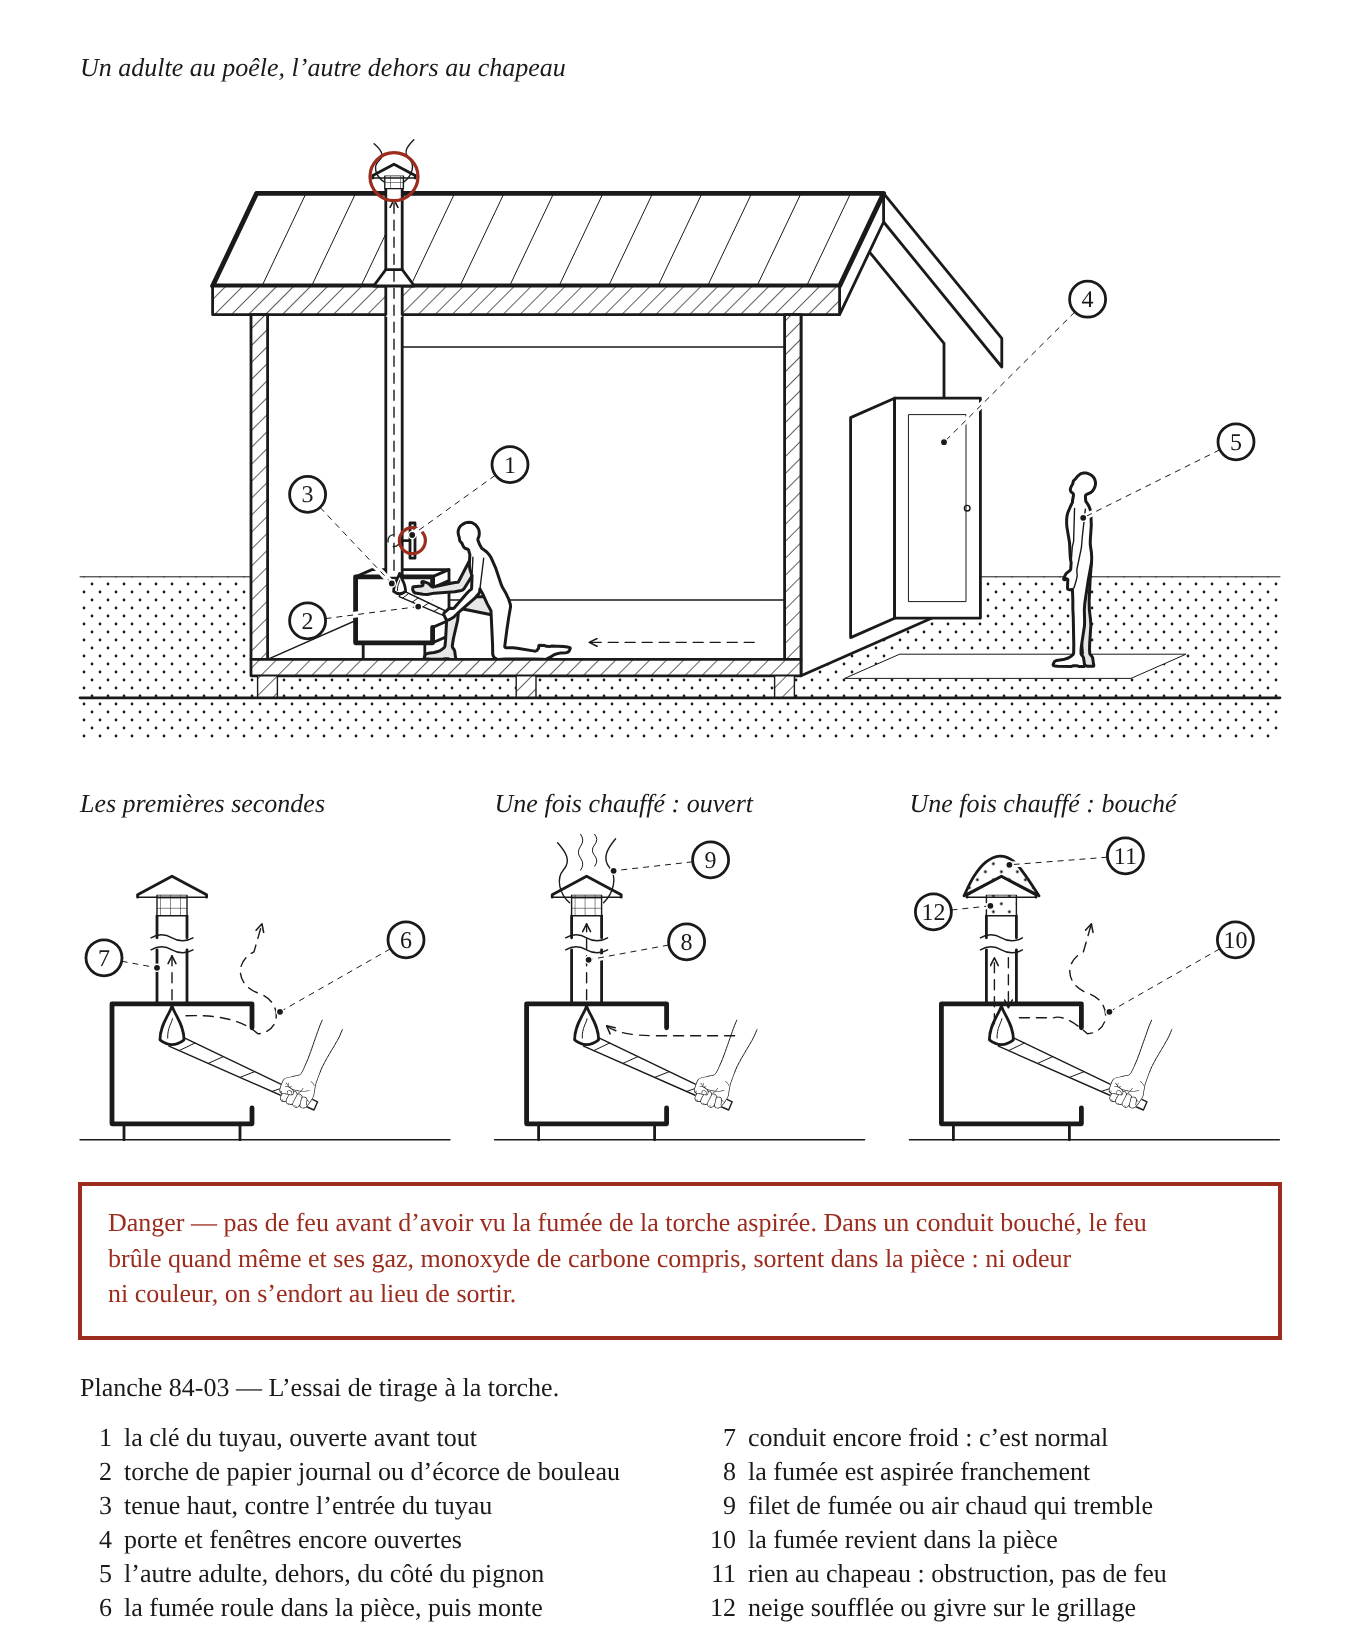 Un adulte au poêle, l’autre dehors au chapeau
4
5
1
3
2
Les premières secondes
Une fois chauffé : ouvert
Une fois chauffé : bouché
7
6
9
8
11
12
10
Danger — pas de feu avant d’avoir vu la fumée de la torche aspirée. Dans un conduit bouché, le feu
brûle quand même et ses gaz, monoxyde de carbone compris, sortent dans la pièce : ni odeur
ni couleur, on s’endort au lieu de sortir.
Planche 84-03 — L’essai de tirage à la torche.
1 la clé du tuyau, ouverte avant tout
2 torche de papier journal ou d’écorce de bouleau
3 tenue haut, contre l’entrée du tuyau
4 porte et fenêtres encore ouvertes
5 l’autre adulte, dehors, du côté du pignon
6 la fumée roule dans la pièce, puis monte
7 conduit encore froid : c’est normal
8 la fumée est aspirée franchement
9 filet de fumée ou air chaud qui tremble
10 la fumée revient dans la pièce
11 rien au chapeau : obstruction, pas de feu
12 neige soufflée ou givre sur le grillage